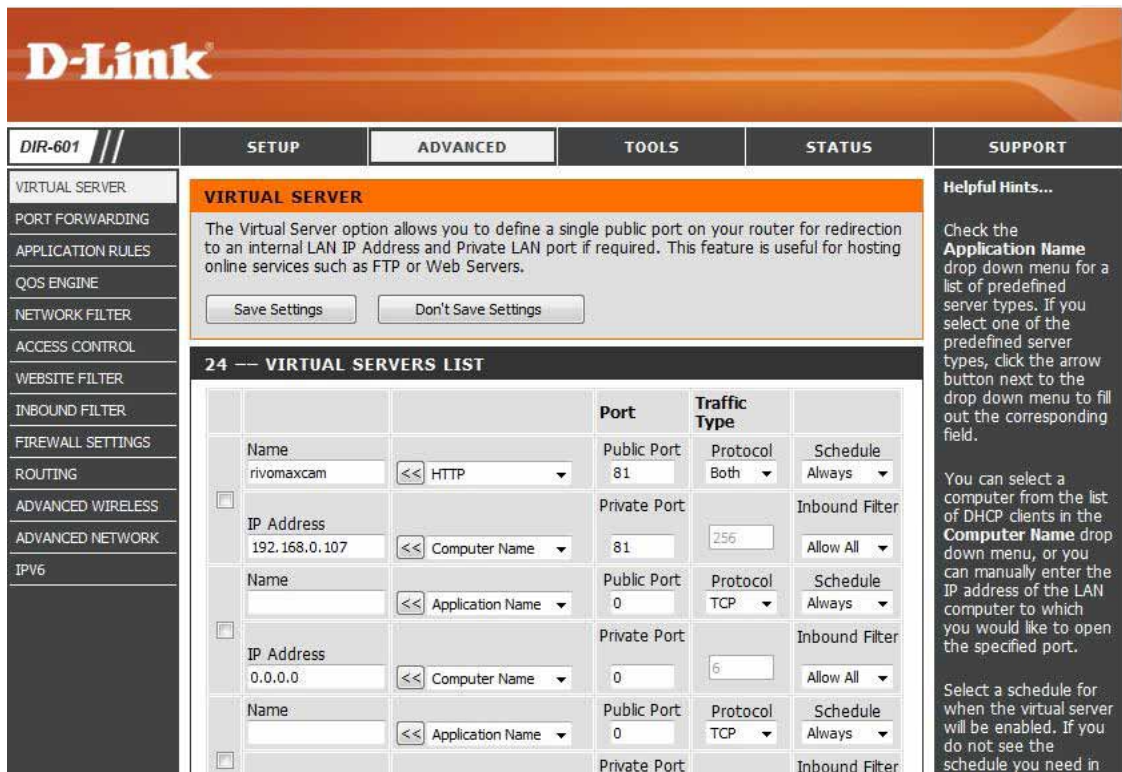 D-Link
DIR-601
SETUP
ADVANCED
TOOLS
STATUS
SUPPORT
VIRTUAL SERVER
PORT FORWARDING
APPLICATION RULES
QOS ENGINE
NETWORK FILTER
ACCESS CONTROL
WEBSITE FILTER
INBOUND FILTER
FIREWALL SETTINGS
ROUTING
ADVANCED WIRELESS
ADVANCED NETWORK
IPV6
VIRTUAL SERVER
The Virtual Server option allows you to define a single public port on your router for redirection
to an internal LAN IP Address and Private LAN port if required. This feature is useful for hosting
online services such as FTP or Web Servers.
Save Settings
Don't Save Settings
24 -- VIRTUAL SERVERS LIST
Port
Traffic
Type
Name
Public Port
Protocol
Schedule
rivomaxcam
<<
HTTP
81
Both
Always
Private Port
Inbound Filter
IP Address
256
192.168.0.107
<<
Computer Name
81
Allow All
Name
Public Port
Protocol
Schedule
<<
Application Name
0
TCP
Always
Private Port
Inbound Filter
IP Address
6
0.0.0.0
<<
Computer Name
0
Allow All
Name
Public Port
Protocol
Schedule
<<
Application Name
0
TCP
Always
Private Port
Inbound Filter
Helpful Hints...
Check the
Application Name
drop down menu for a
list of predefined
server types. If you
select one of the
predefined server
types, click the arrow
button next to the
drop down menu to fill
out the corresponding
field.
You can select a
computer from the list
of DHCP clients in the
Computer Name drop
down menu, or you
can manually enter the
IP address of the LAN
computer to which
you would like to open
the specified port.
Select a schedule for
when the virtual server
will be enabled. If you
do not see the
schedule you need in